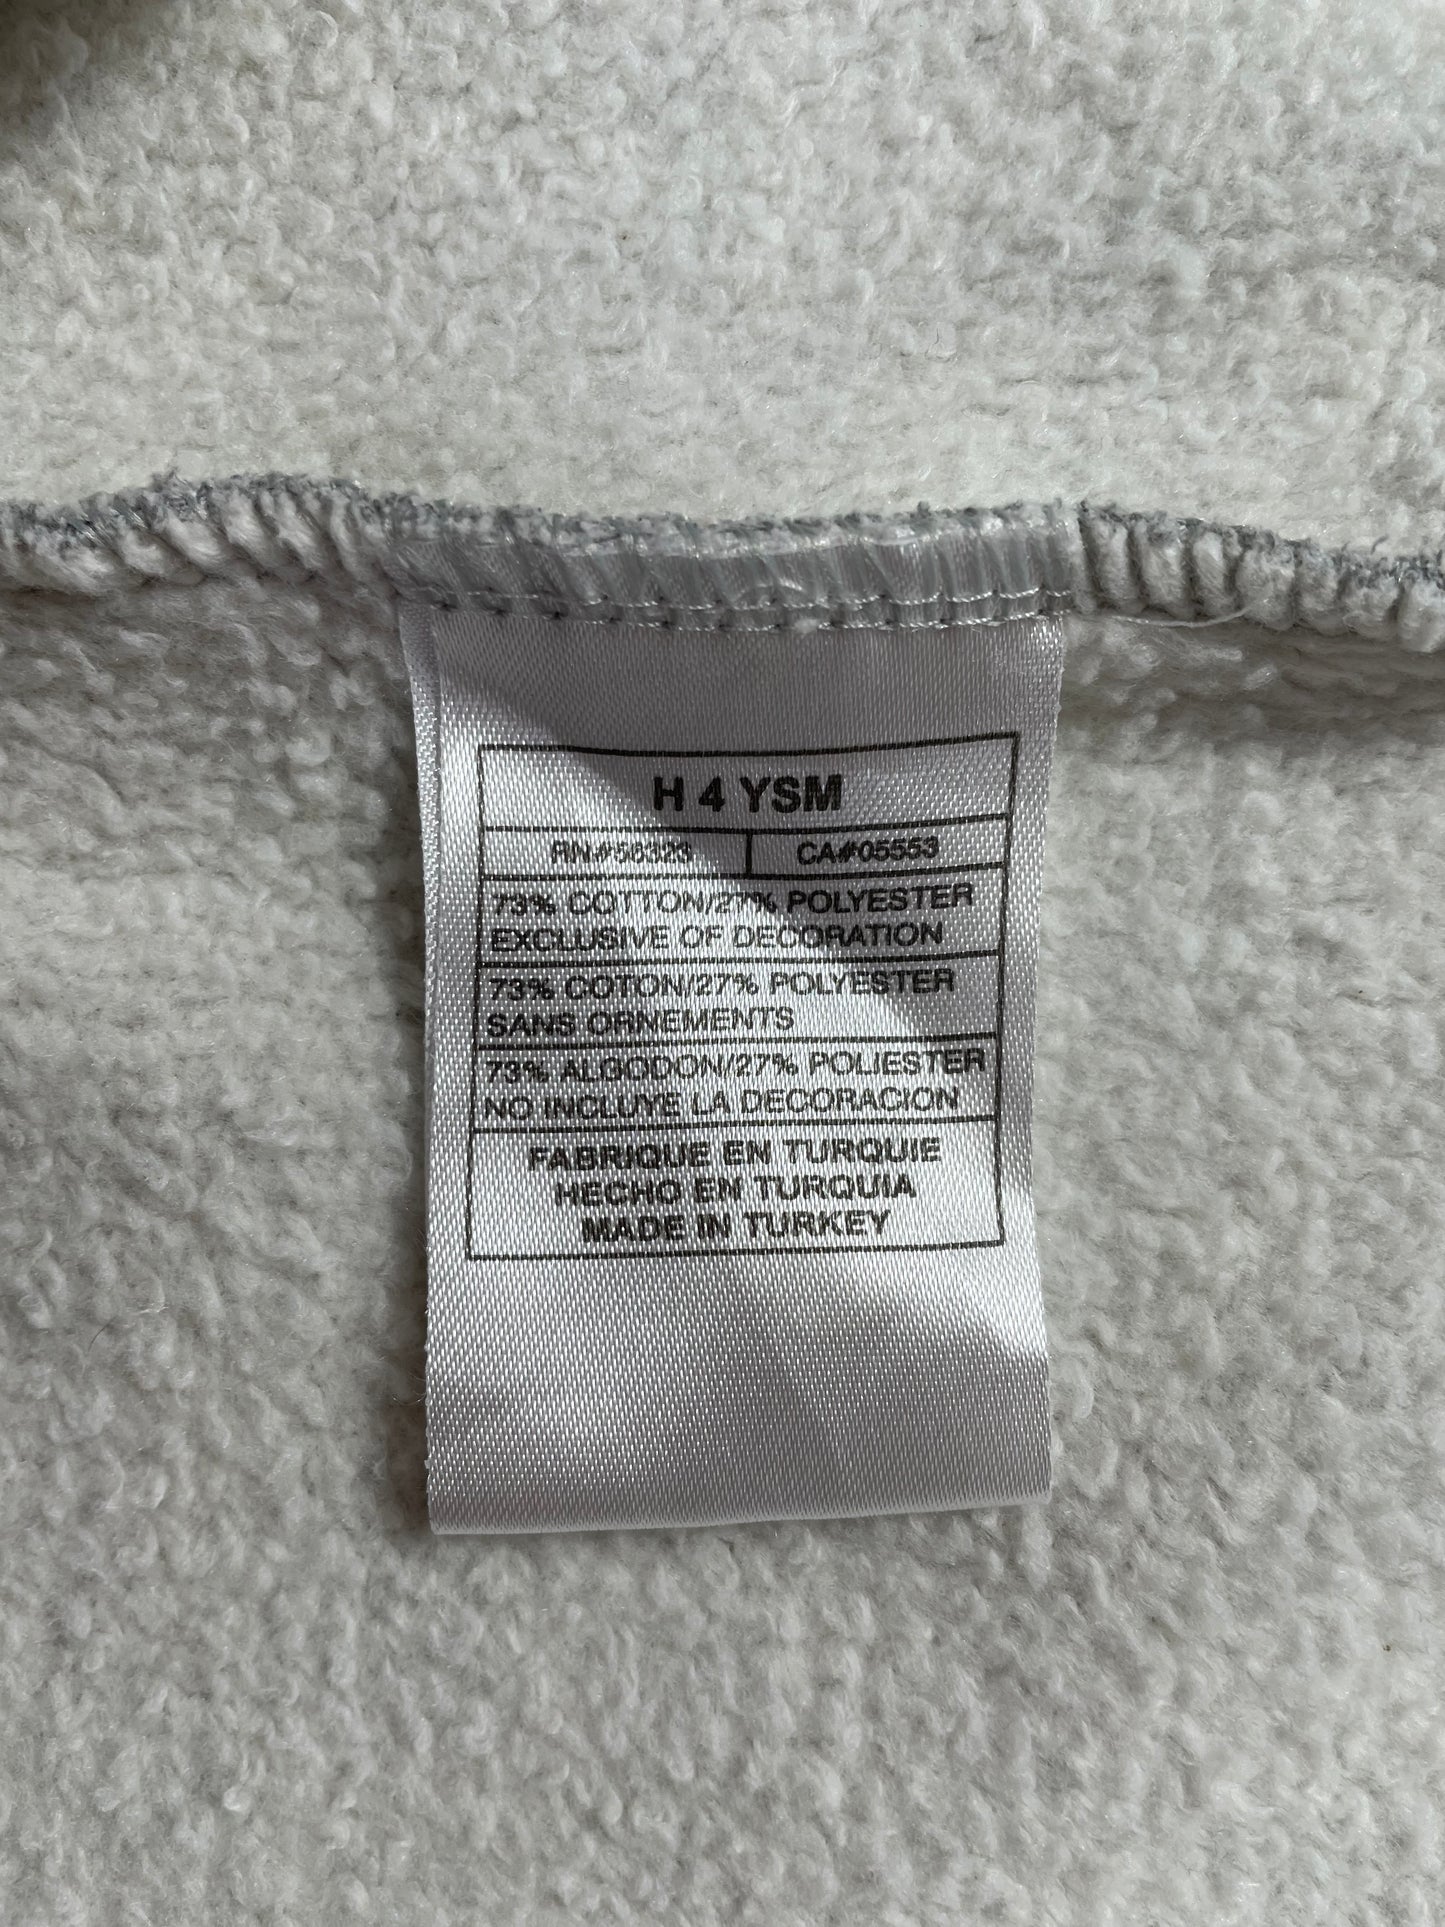 H 4 YSM
RN#56323 CA#05553
73% COTTON/27% POLYESTER
EXCLUSIVE OF DECORATION
73% COTON/27% POLYESTER
SANS ORNEMENTS
73% ALGODON/27% POLIESTER
NO INCLUYE LA DECORACION
FABRIQUE EN TURQUIE
HECHO EN TURQUIA
MADE IN TURKEY